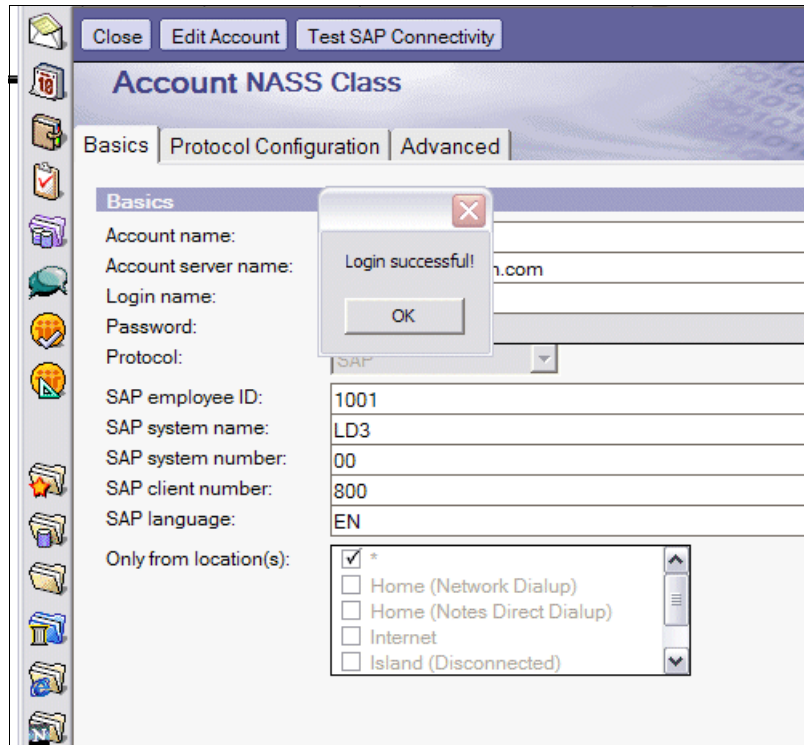 Close Edit Account Test SAP Connectivity
Account NASS Class
Basics Protocol Configuration Advanced
Basics
Account name:
Account server name: n.com
Login name:
Password:
Protocol: SAP
Login successful!
OK
SAP employee ID: 1001
SAP system name: LD3
SAP system number: 00
SAP client number: 800
SAP language: EN
Only from location(s): *
Home (Network Dialup)
Home (Notes Direct Dialup)
Internet
Island (Disconnected)